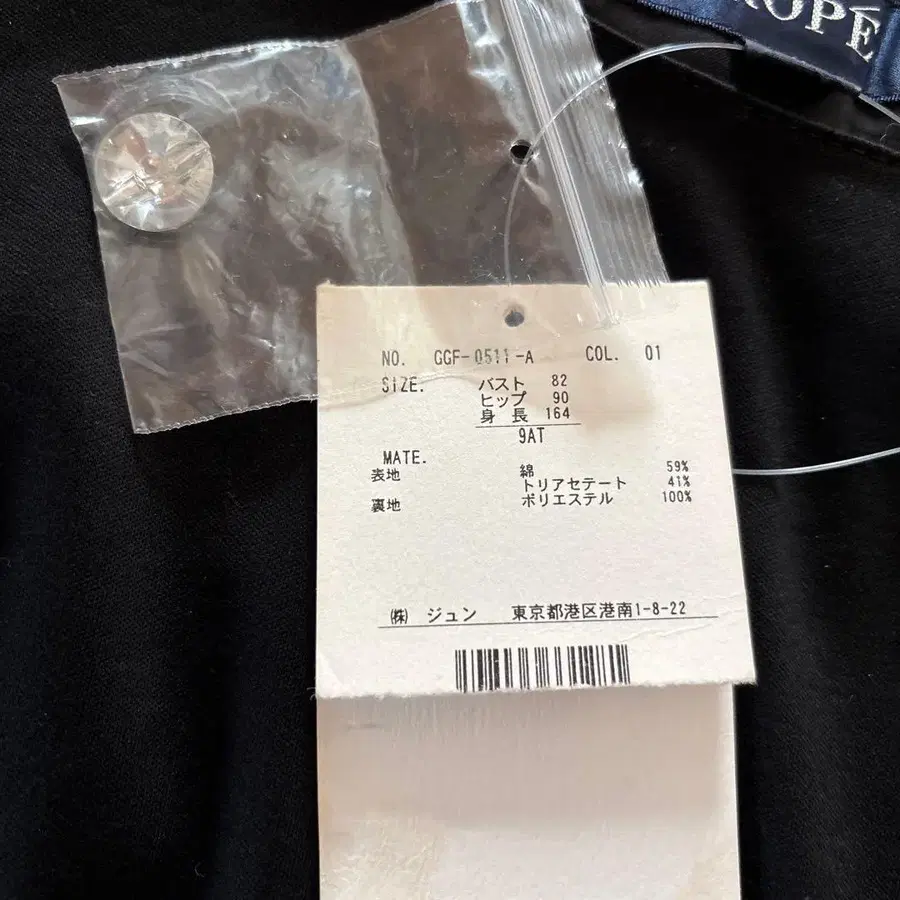 ROPÉ
NO. GGF-0511-A COL. 01
SIZE. バスト 82
ヒップ 90
身長 164
9AT
MATE.
表地 綿 59%
トリアセテート 41%
裏地 ポリエステル 100%
㈱ ジュン 東京都港区港南1-8-22